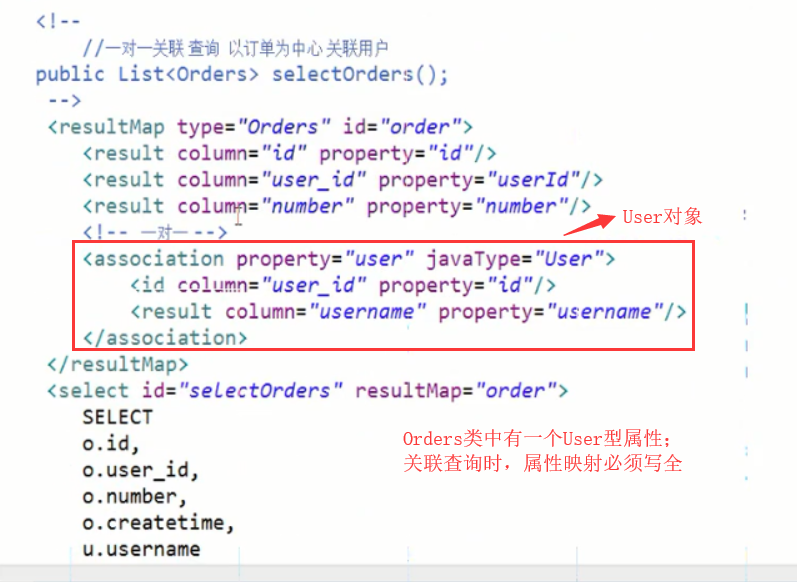 <!--
//一对一关联 查询 以订单为中心 关联用户
public List<Orders> selectOrders();
-->
<resultMap type="Orders" id="order">
<result column="id" property="id"/>
<result column="user_id" property="userId"/>
<result column="number" property="number"/>
User对象
<!-- 一对一 -->
<association property="user" javaType="User">
<id column="user_id" property="id"/>
<result column="username" property="username"/>
</association>
</resultMap>
<select id="selectOrders" resultMap="order">
SELECT
o.id,
o.user_id,
o.number,
o.createtime,
u.username
Orders类中有一个User型属性；
关联查询时，属性映射必须写全